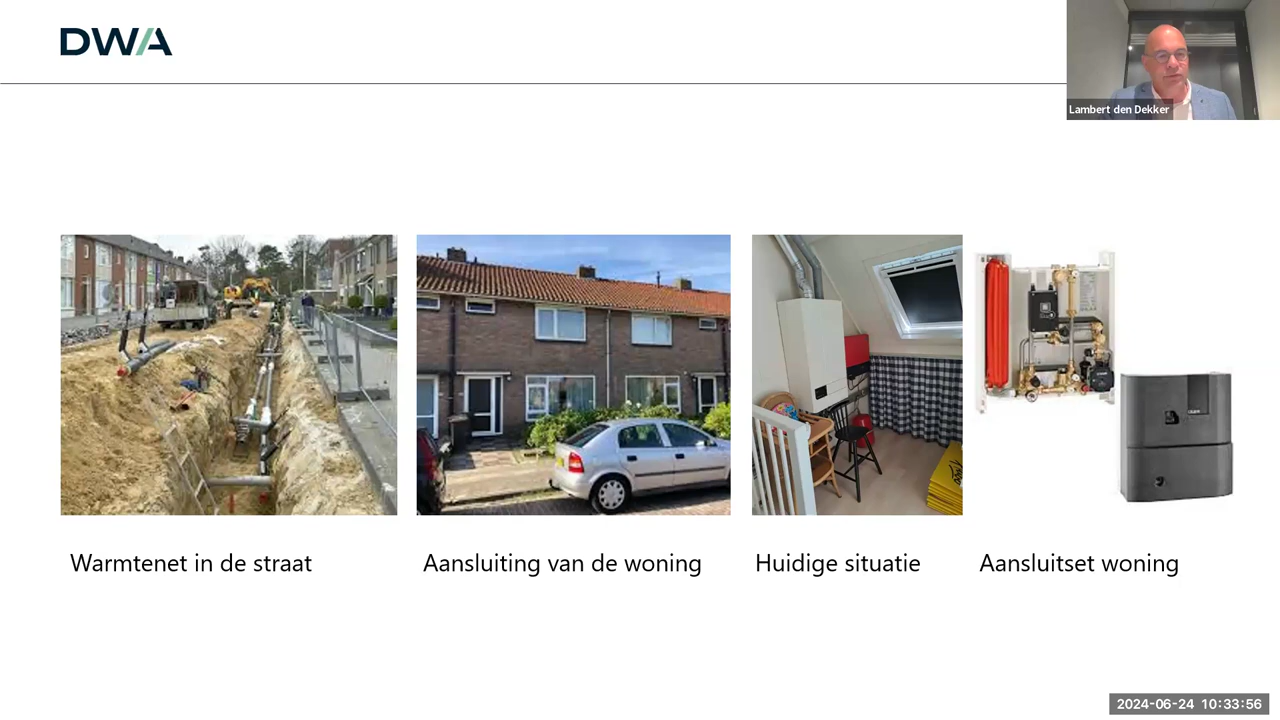 DWA
Lambert den Dekker
Warmtenet in de straat
Aansluiting van de woning
Huidige situatie
Aansluitset woning
2024-06-24 10:33:56